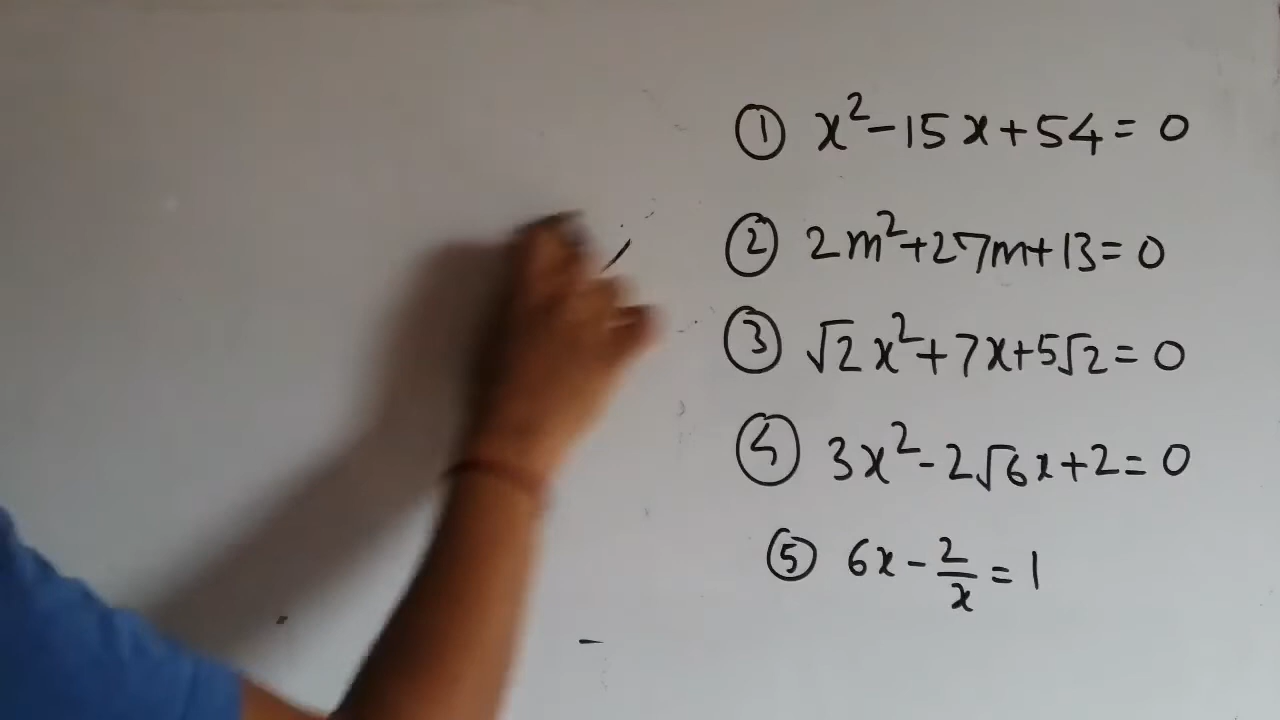 ① x²-15x+54=0
② 2m²+27m+13=0
③ √2x²+7x+5√2=0
④ 3x²-2√6x+2=0
⑤ 6x-2/x=1